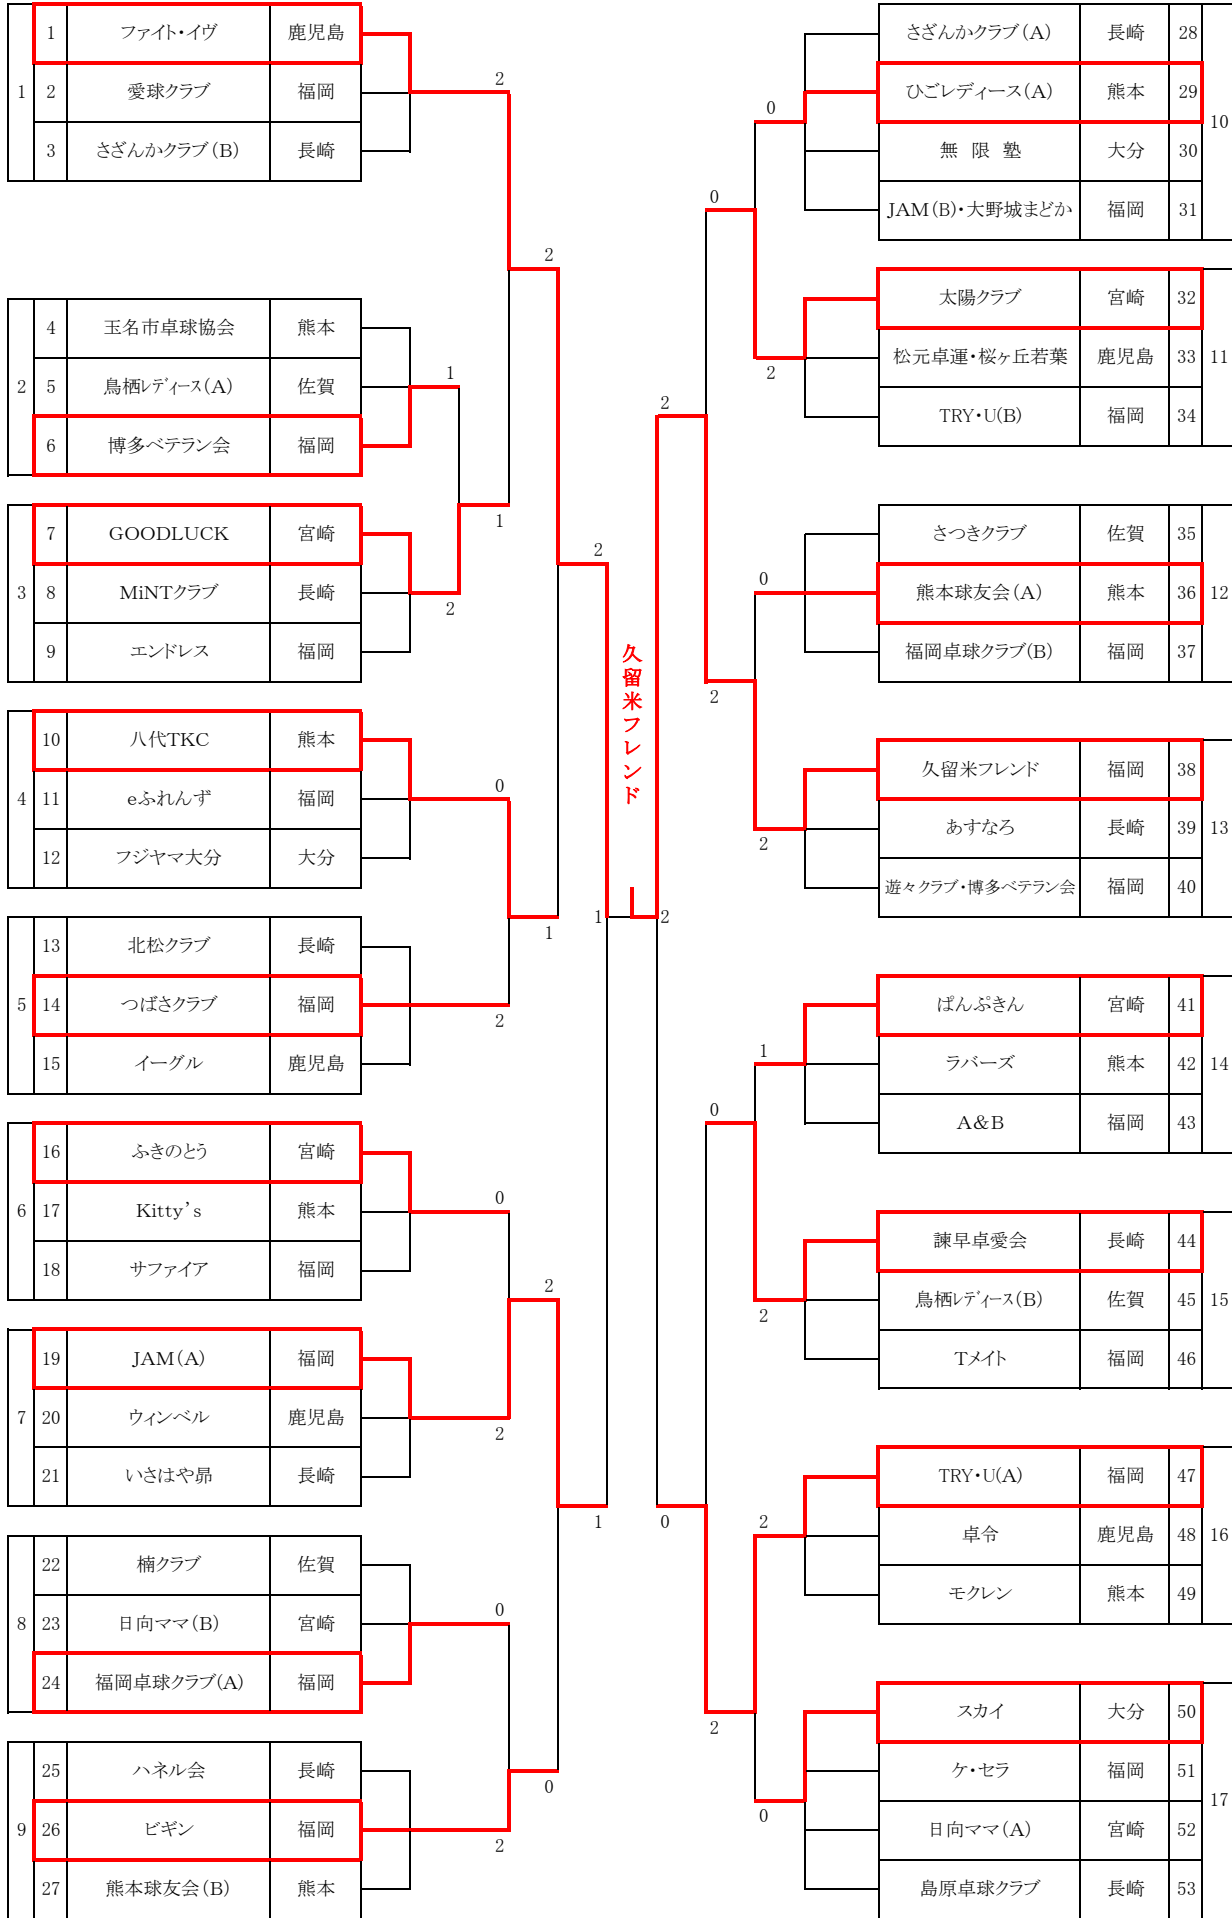 1 ファイト・イヴ 鹿児島
1 2 愛球クラブ 福岡
3 さざんかクラブ(B) 長崎
2
2
4 玉名市卓球協会 熊本
2 5 鳥栖レディース(A) 佐賀
6 博多ベテラン会 福岡
1
1
7 GOODLUCK 宮崎
3 8 MiNTクラブ 長崎
9 エンドレス 福岡
2
2
10 八代TKC 熊本
4 11 eふれんず 福岡
12 フジヤマ大分 大分
0
1
13 北松クラブ 長崎
5 14 つばさクラブ 福岡
15 イーグル 鹿児島
2
1
16 ふきのとう 宮崎
6 17 Kitty's 熊本
18 サファイア 福岡
0
2
19 JAM(A) 福岡
7 20 ウィンベル 鹿児島
21 いさはや昴 長崎
2
1
22 楠クラブ 佐賀
8 23 日向ママ(B) 宮崎
24 福岡卓球クラブ(A) 福岡
0
0
25 ハネル会 長崎
9 26 ビギン 福岡
27 熊本球友会(B) 熊本
2
久留米フレンド
さざんかクラブ(A) 長崎 28
ひごレディース(A) 熊本 29
10
無 限 塾 大分 30
JAM(B)・大野城まどか 福岡 31
0
0
太陽クラブ 宮崎 32
松元卓運・桜ヶ丘若葉 鹿児島 33 11
TRY・U(B) 福岡 34
2
2
さつきクラブ 佐賀 35
熊本球友会(A) 熊本 36 12
福岡卓球クラブ(B) 福岡 37
0
2
久留米フレンド 福岡 38
あすなろ 長崎 39 13
遊々クラブ・博多ベテラン会 福岡 40
2
2
ぱんぷきん 宮崎 41
ラバーズ 熊本 42 14
A&B 福岡 43
1
0
諫早卓愛会 長崎 44
鳥栖レディース(B) 佐賀 45 15
Tメイト 福岡 46
2
0
TRY・U(A) 福岡 47
卓令 鹿児島 48 16
モクレン 熊本 49
2
2
スカイ 大分 50
ケ・セラ 福岡 51
17
日向ママ(A) 宮崎 52
島原卓球クラブ 長崎 53
0